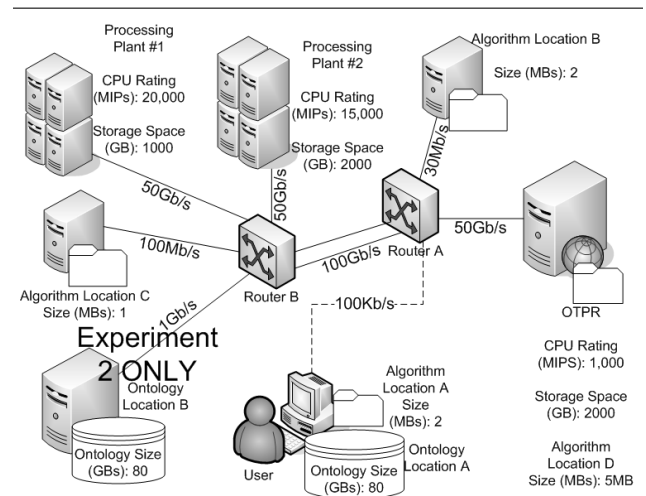 Processing
Plant #1
CPU Rating
(MIPs): 20,000
Storage Space
(GB): 1000
Processing
Plant #2
CPU Rating
(MIPs): 15,000
Storage Space
(GB): 2000
Algorithm Location B
Size (MBs): 2
50Gb/s
50Gb/s
30Mb/s
100Mb/s
100Gb/s
Router A
50Gb/s
Router B
Algorithm Location C
Size (MBs): 1
1Gb/s
100Kb/s
OTPR
CPU Rating
(MIPS): 1,000
Storage Space
(GB): 2000
Algorithm
Location D
Size (MBs): 5MB
Experiment
2 ONLY
Ontology
Location B
Ontology Size
(GBs): 80
User
Algorithm
Location A
Size
(MBs): 2
Ontology
Location A
Ontology Size
(GBs): 80